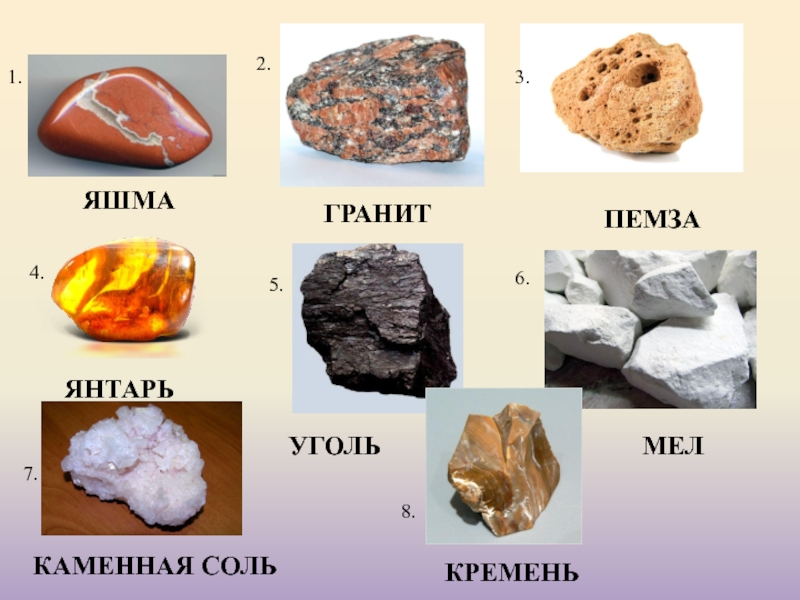 1.
ЯШМА
2.
ГРАНИТ
3.
ПЕМЗА
4.
ЯНТАРЬ
5.
УГОЛЬ
6.
МЕЛ
7.
КАМЕННАЯ СОЛЬ
8.
КРЕМЕНЬ